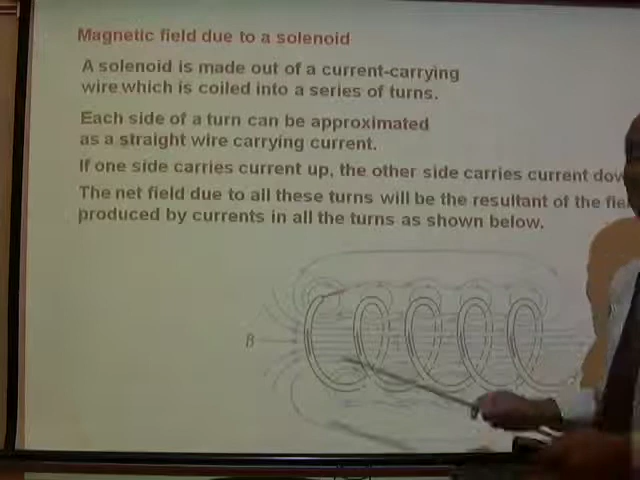 Magnetic field due to a solenoid
A solenoid is made out of a current-carrying
wire which is coiled into a series of turns.
Each side of a turn can be approximated
as a straight wire carrying current.
If one side carries current up, the other side carries current dow
The net field due to all these turns will be the resultant of the fie
produced by currents in all the turns as shown below.
B